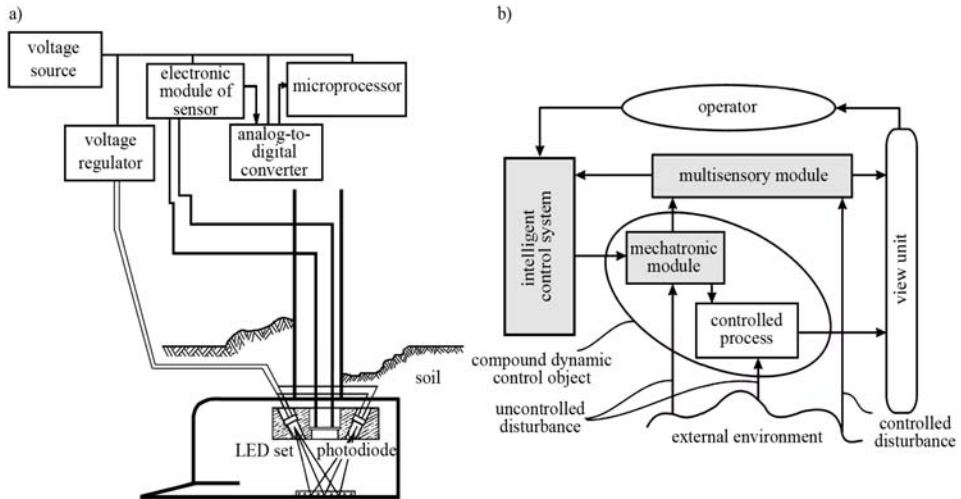 a)
voltage
source
electronic
module of
sensor
microprocessor
voltage
regulator
analog-to-
digital
converter
soil
LED set
photodiode
b)
operator
intelligent
control system
multisensory module
mechatronic
module
controlled
process
view unit
compound dynamic
control object
uncontrolled
disturbance
external environment
controlled
disturbance